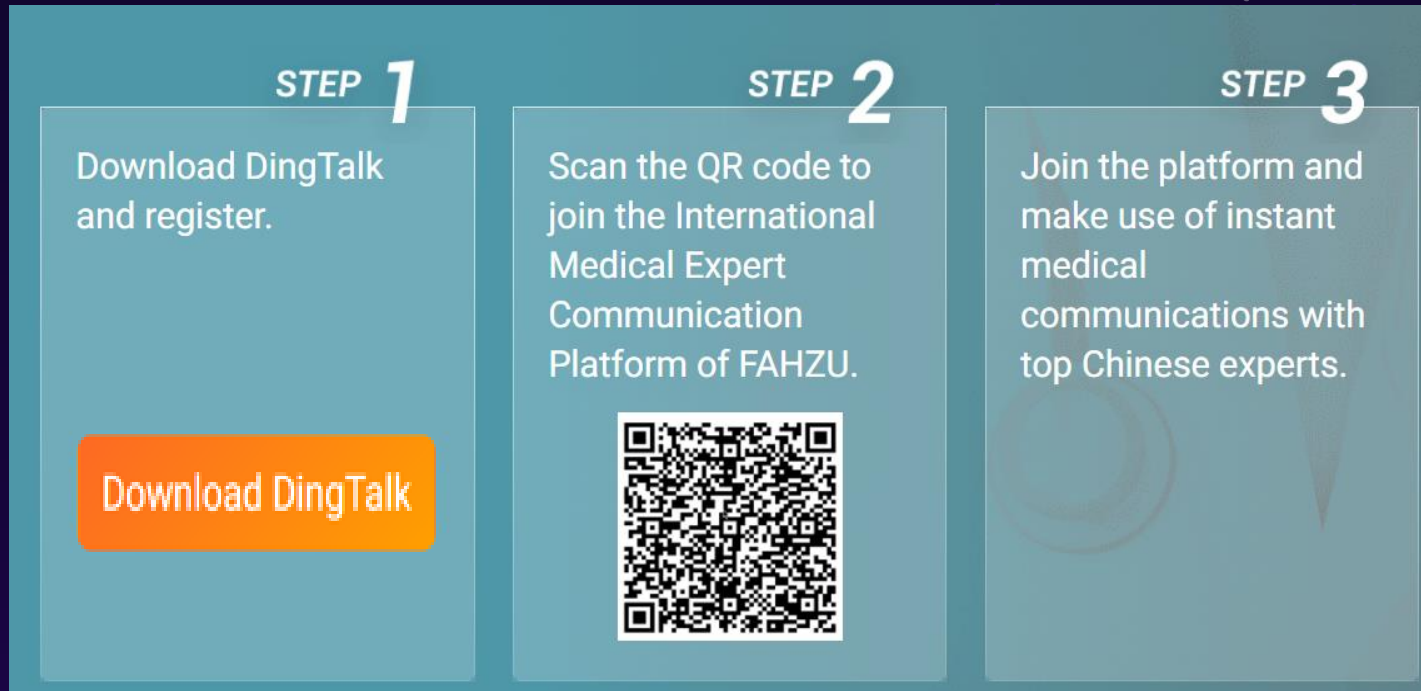 STEP 1
Download DingTalk
and register.
Download DingTalk
STEP 2
Scan the QR code to
join the International
Medical Expert
Communication
Platform of FAHZU.
STEP 3
Join the platform and
make use of instant
medical
communications with
top Chinese experts.